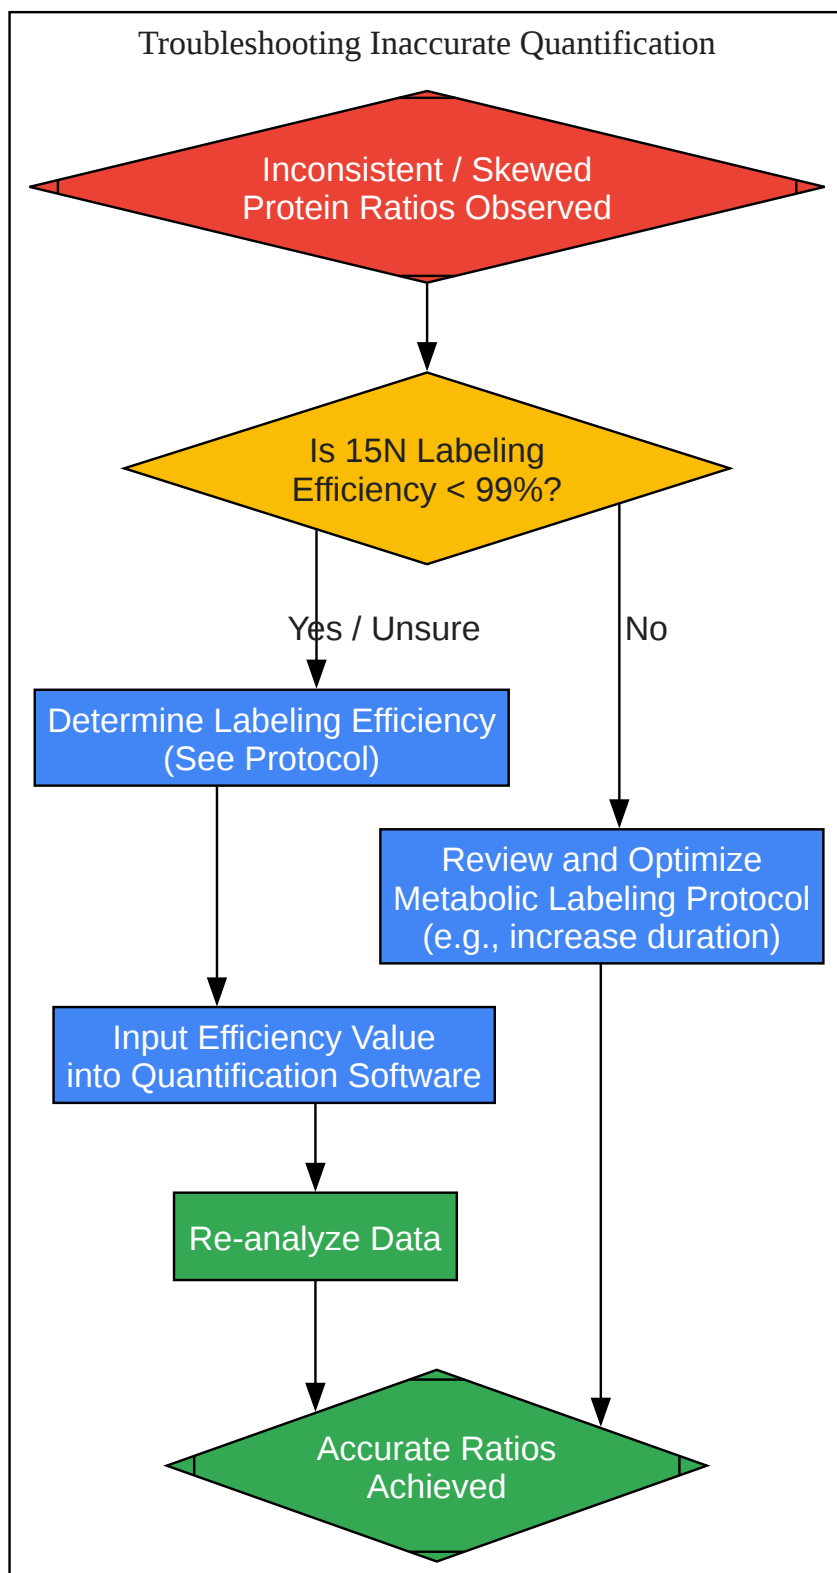 Troubleshooting Inaccurate Quantification
Inconsistent / Skewed
Protein Ratios Observed
Is 15N Labeling
Efficiency < 99%?
Yes / Unsure
No
Determine Labeling Efficiency
(See Protocol)
Review and Optimize
Metabolic Labeling Protocol
(e.g., increase duration)
Input Efficiency Value
into Quantification Software
Re-analyze Data
Accurate Ratios
Achieved